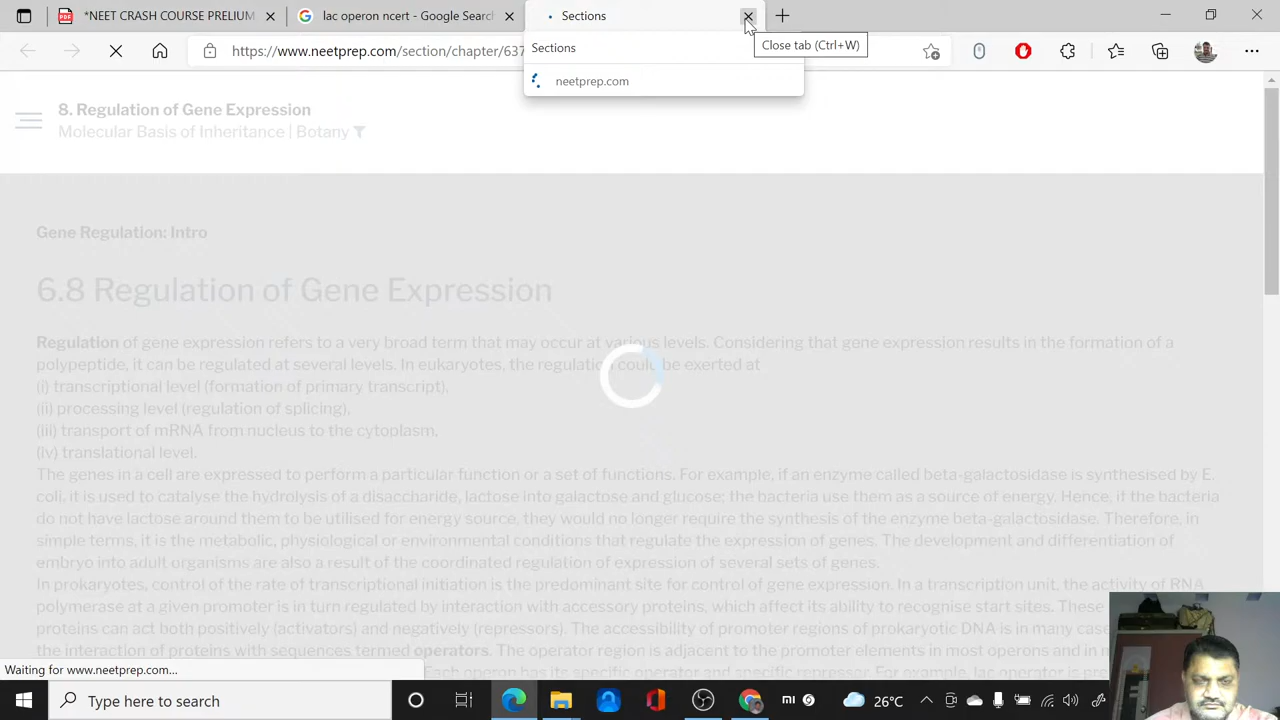 *NEET CRASH COURSE PRELIUM
lac operon ncert - Google Search
Sections
https://www.neetprep.com/section/chapter/637
Sections
Close tab (Ctrl+W)
neetprep.com
8. Regulation of Gene Expression
Molecular Basis of Inheritance | Botany
Gene Regulation: Intro
6.8 Regulation of Gene Expression
Regulation of gene expression refers to a very broad term that may occur at various levels. Considering that gene expression results in the formation of a
polypeptide, it can be regulated at several levels. In eukaryotes, the regulation could be exerted at
(i) transcriptional level (formation of primary transcript),
(ii) processing level (regulation of splicing),
(iii) transport of mRNA from nucleus to the cytoplasm,
(iv) translational level.
The genes in a cell are expressed to perform a particular function or a set of functions. For example, if an enzyme called beta-galactosidase is synthesised by E.
coli, it is used to catalyse the hydrolysis of a disaccharide, lactose into galactose and glucose; the bacteria use them as a source of energy. Hence, if the bacteria
do not have lactose around them to be utilised for energy source, they would no longer require the synthesis of the enzyme beta-galactosidase. Therefore, in
simple terms, it is the metabolic, physiological or environmental conditions that regulate the expression of genes. The development and differentiation of
embryo into adult organisms are also a result of the coordinated regulation of expression of several sets of genes.
In prokaryotes, control of the rate of transcriptional initiation is the predominant site for control of gene expression. In a transcription unit, the activity of RNA
polymerase at a given promoter is in turn regulated by interaction with accessory proteins, which affect its ability to recognise start sites. These
proteins can act both positively (activators) and negatively (repressors). The accessibility of promoter regions of prokaryotic DNA is in many case
the interaction of proteins with sequences termed operators. The operator region is adjacent to the promoter elements in most operons and in m
Each operon has its specific operator and specific repressor. For example, lac operon is presen
Waiting for www.neetprep.com...
Type here to search
26°C